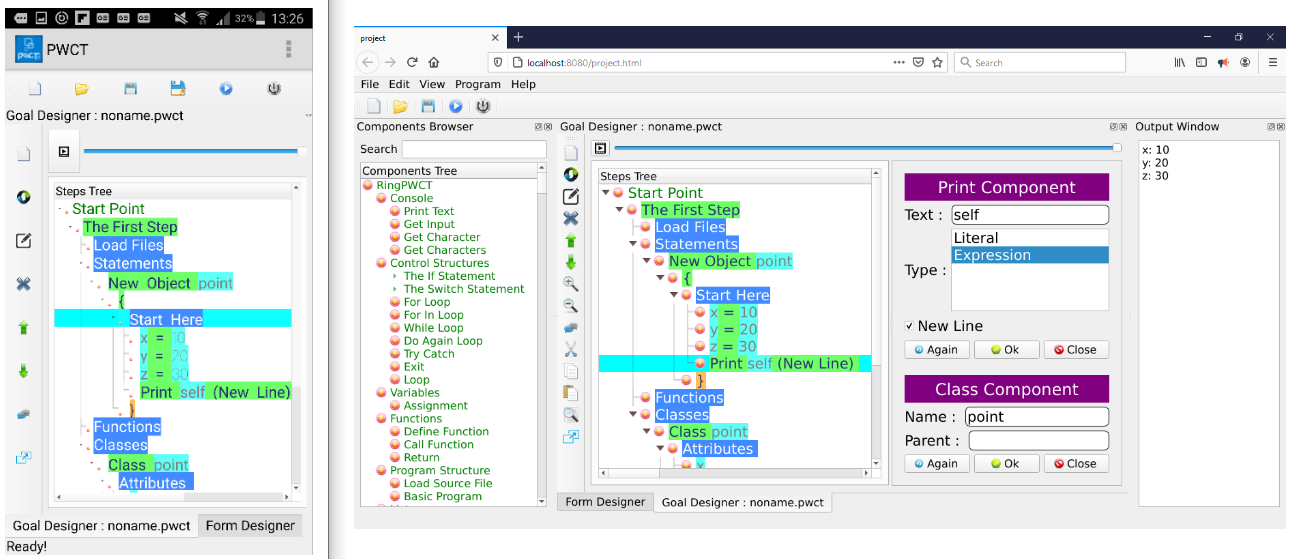 32% 13:26
PWCT
PWCT
Goal Designer : noname.pwct
Steps Tree
Start Point
The First Step
Load Files
Statements
New Object point
{
Start Here
x = 10
y = 20
z = 30
Print self (New Line)
}
Functions
Classes
Class point
Attributes
Goal Designer : noname.pwct
Form Designer
Ready!
project
localhost:8080/project.html
Search
File Edit View Program Help
Components Browser
Search
Components Tree
RingPWCT
Console
Print Text
Get Input
Get Character
Get Characters
Control Structures
The If Statement
The Switch Statement
For Loop
For In Loop
While Loop
Do Again Loop
Try Catch
Exit
Loop
Variables
Assignment
Functions
Define Function
Call Function
Return
Program Structure
Load Source File
Basic Program
Goal Designer : noname.pwct
Steps Tree
Start Point
The First Step
Load Files
Statements
New Object point
{
Start Here
x = 10
y = 20
z = 30
Print self (New Line)
}
Functions
Classes
Class point
Attributes
x
Form Designer
Goal Designer : noname.pwct
Print Component
Text : self
Literal
Expression
Type :
New Line
Again Ok Close
Class Component
Name : point
Parent :
Again Ok Close
Output Window
x: 10
y: 20
z: 30